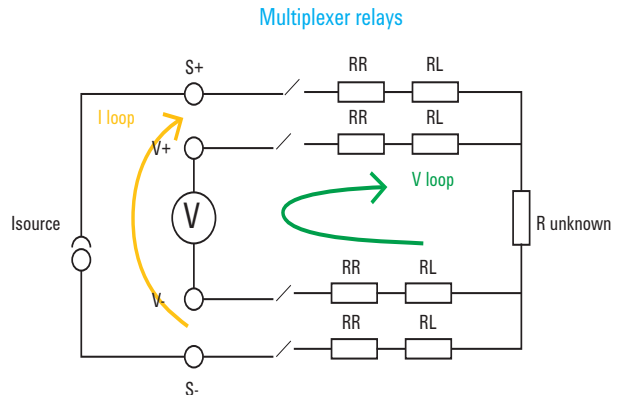 Multiplexer relays
S+
RR
RL
I loop
V+
RR
RL
V loop
V
Isource
R unknown
V-
RR
RL
RR
RL
S-